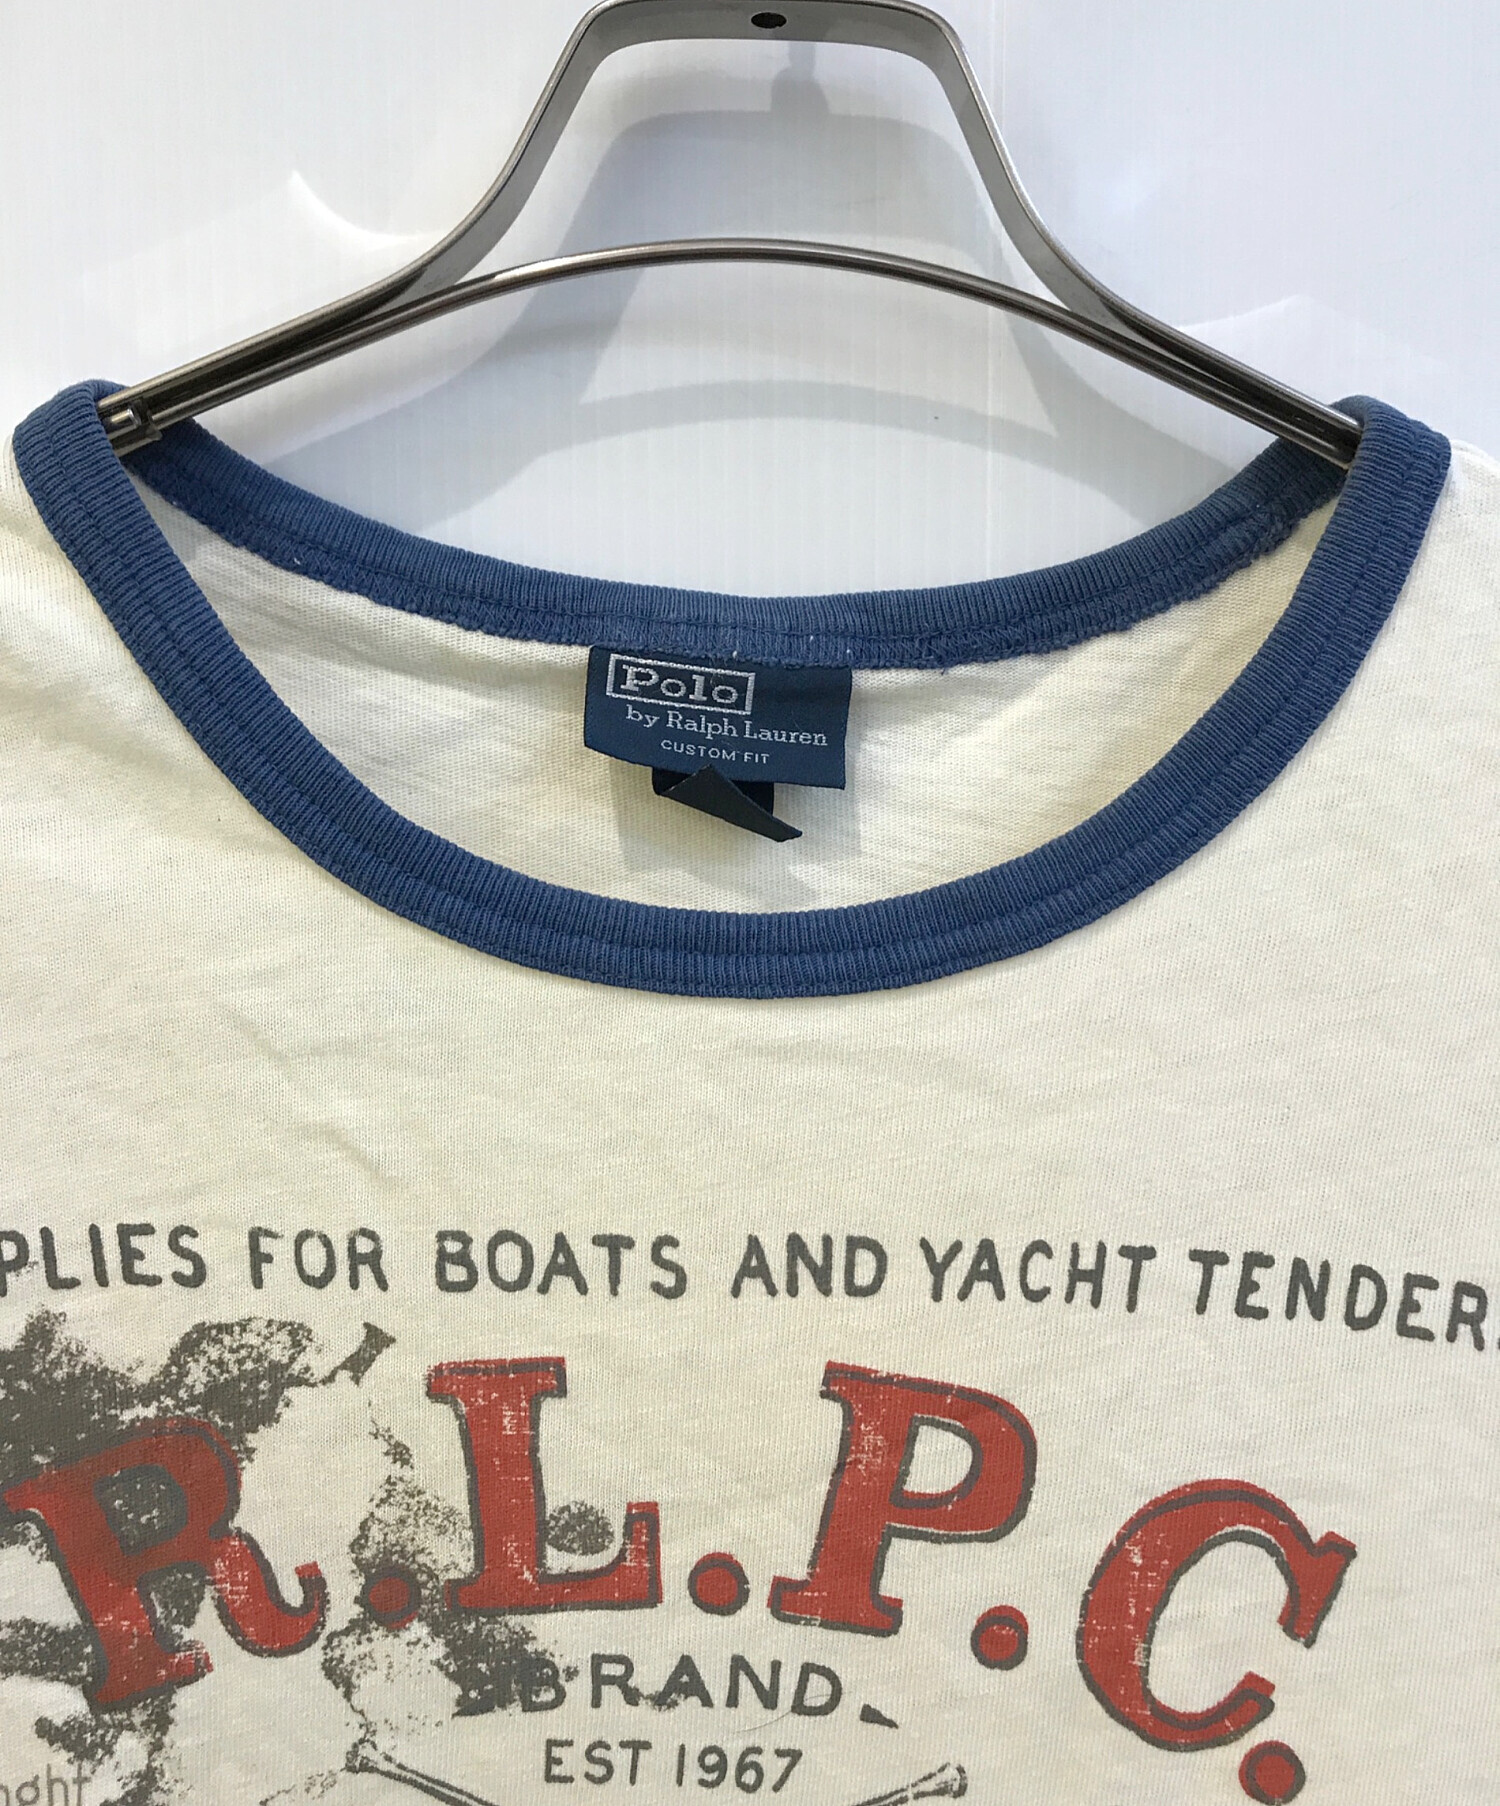 Polo
by Ralph Lauren
CUSTOM FIT
PLIES FOR BOATS AND YACHT TENDER
R.L.P.C.
BRAND
EST 1967